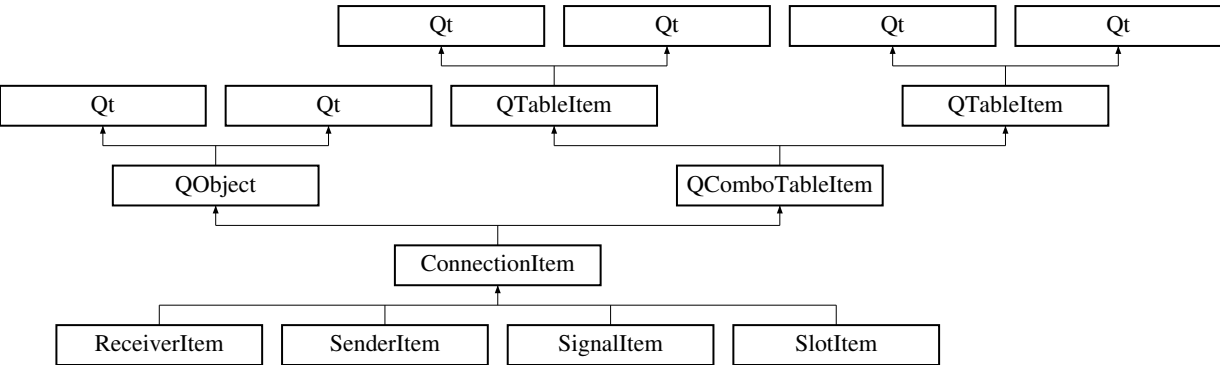 Qt
Qt
Qt
Qt
Qt
Qt
QTableItem
QTableItem
QObject
QComboTableItem
ConnectionItem
ReceiverItem
SenderItem
SignalItem
SlotItem